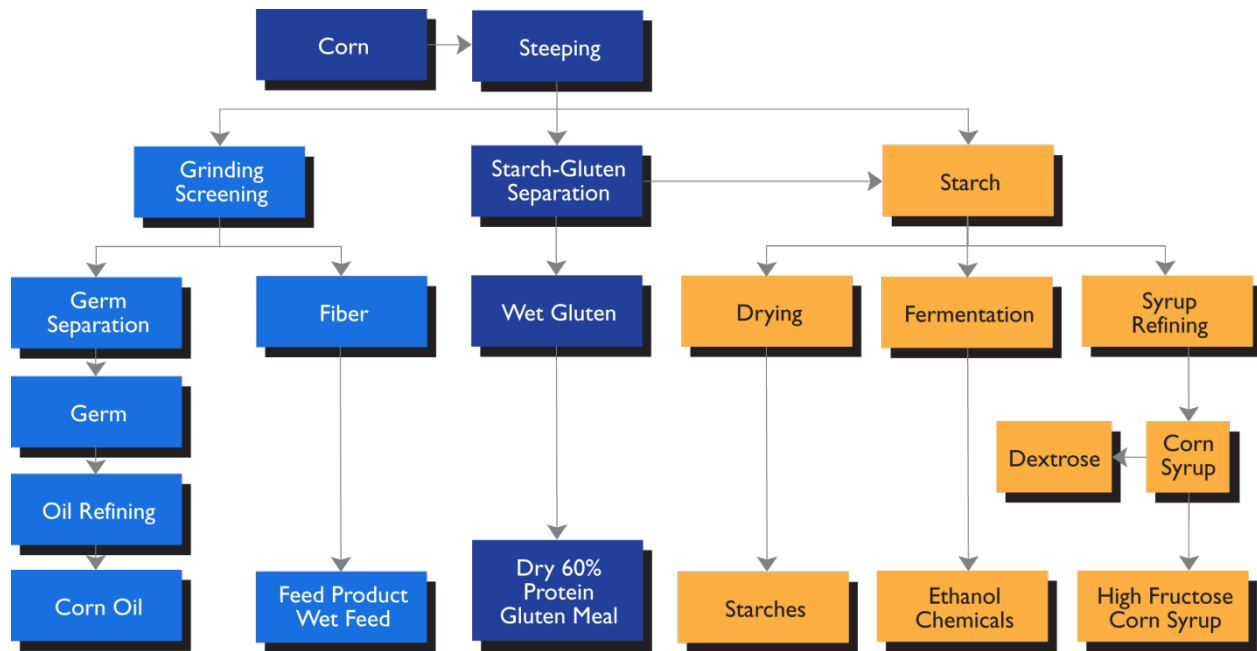 Corn
Steeping
Grinding
Screening
Starch-Gluten
Separation
Starch
Germ
Separation
Fiber
Wet Gluten
Drying
Fermentation
Syrup
Refining
Germ
Dextrose
Corn
Syrup
Oil Refining
Corn Oil
Feed Product
Wet Feed
Dry 60%
Protein
Gluten Meal
Starches
Ethanol
Chemicals
High Fructose
Corn Syrup